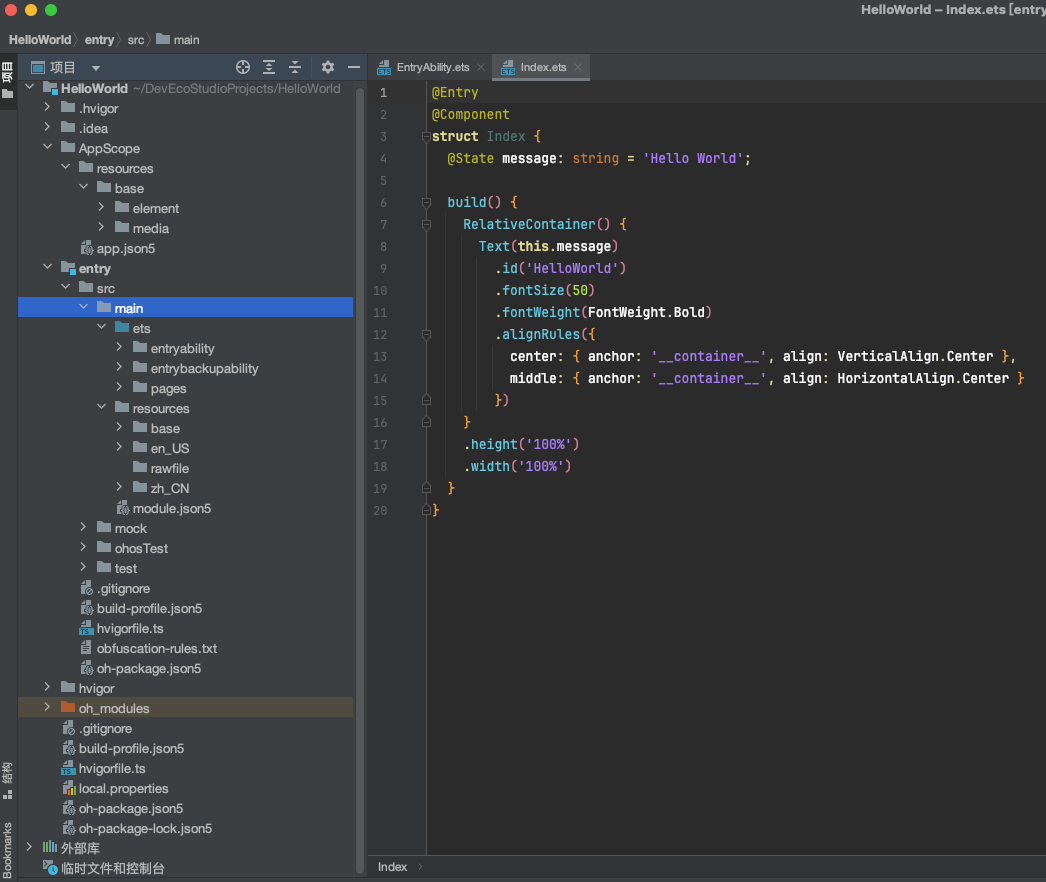 HelloWorld – Index.ets [entry
HelloWorld entry src main
项目
项目
EntryAbility.ets Index.ets
HelloWorld ~/DevEcoStudioProjects/HelloWorld
.hvigor
.idea
AppScope
resources
base
element
media
app.json5
entry
src
main
ets
entryability
entrybackupability
pages
resources
base
en_US
rawfile
zh_CN
module.json5
mock
ohosTest
test
.gitignore
build-profile.json5
hvigorfile.ts
obfuscation-rules.txt
oh-package.json5
hvigor
oh_modules
.gitignore
build-profile.json5
hvigorfile.ts
local.properties
oh-package.json5
oh-package-lock.json5
外部库
临时文件和控制台
结构
Bookmarks
1 @Entry
2 @Component
3 struct Index {
4 @State message: string = 'Hello World';
5
6 build() {
7 RelativeContainer() {
8 Text(this.message)
9 .id('HelloWorld')
10 .fontSize(50)
11 .fontWeight(FontWeight.Bold)
12 .alignRules({
13 center: { anchor: '__container__', align: VerticalAlign.Center },
14 middle: { anchor: '__container__', align: HorizontalAlign.Center }
15 })
16 }
17 .height('100%')
18 .width('100%')
19 }
20 }
Index